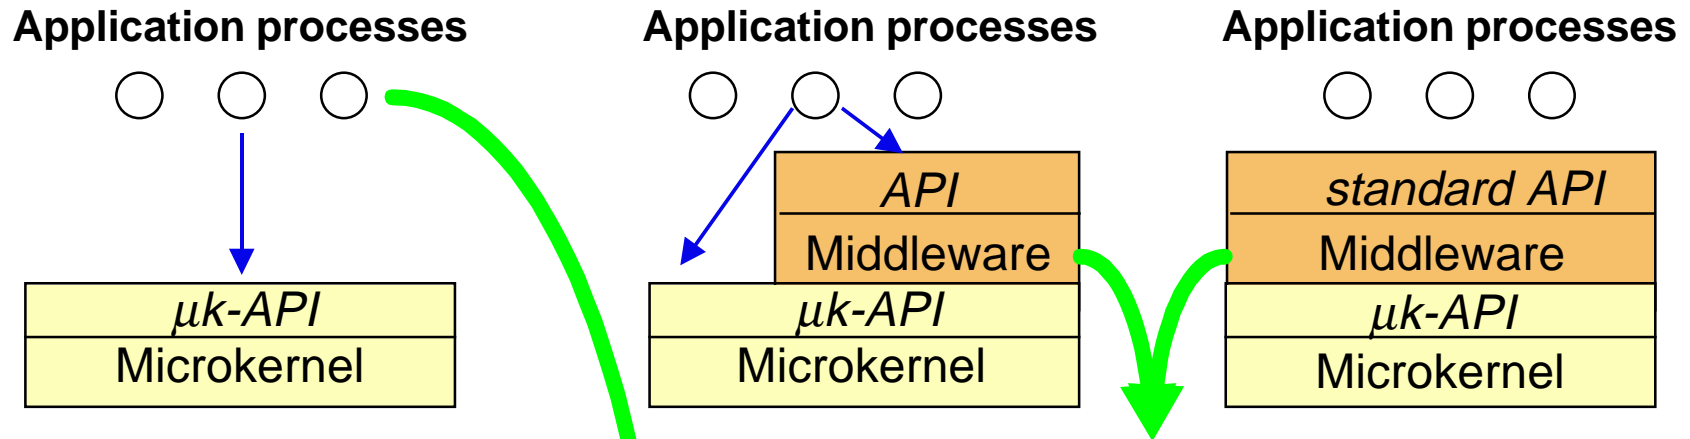 Application processes
μk-API
Microkernel
Application processes
API
Middleware
μk-API
Microkernel
Application processes
standard API
Middleware
μk-API
Microkernel